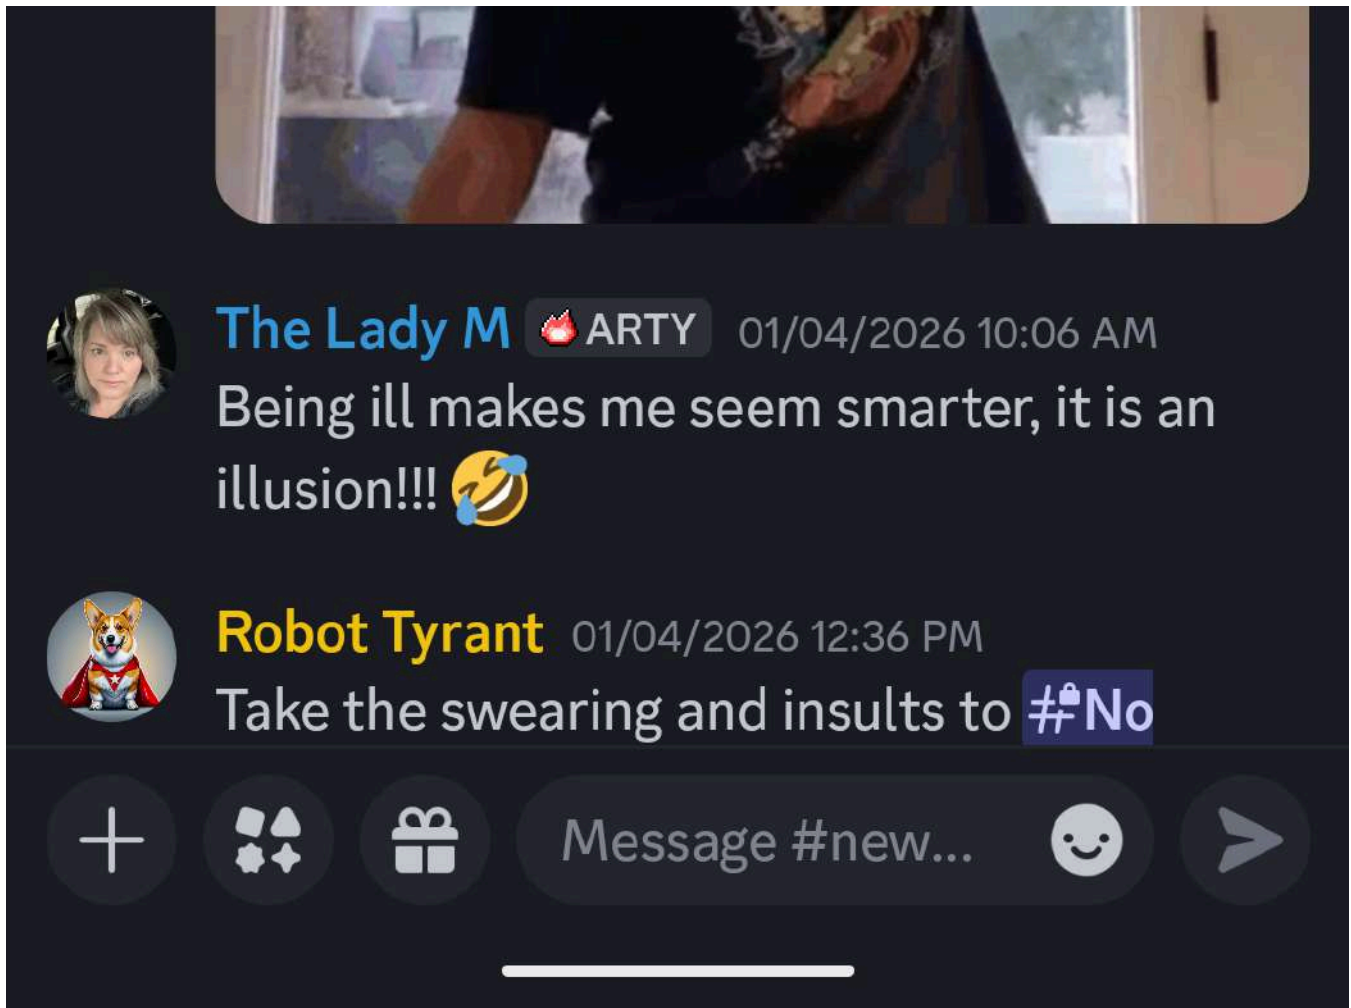 The Lady M ARTY 01/04/2026 10:06 AM
Being ill makes me seem smarter, it is an
illusion!!! 🤣
Robot Tyrant 01/04/2026 12:36 PM
Take the swearing and insults to #No
Message #new...